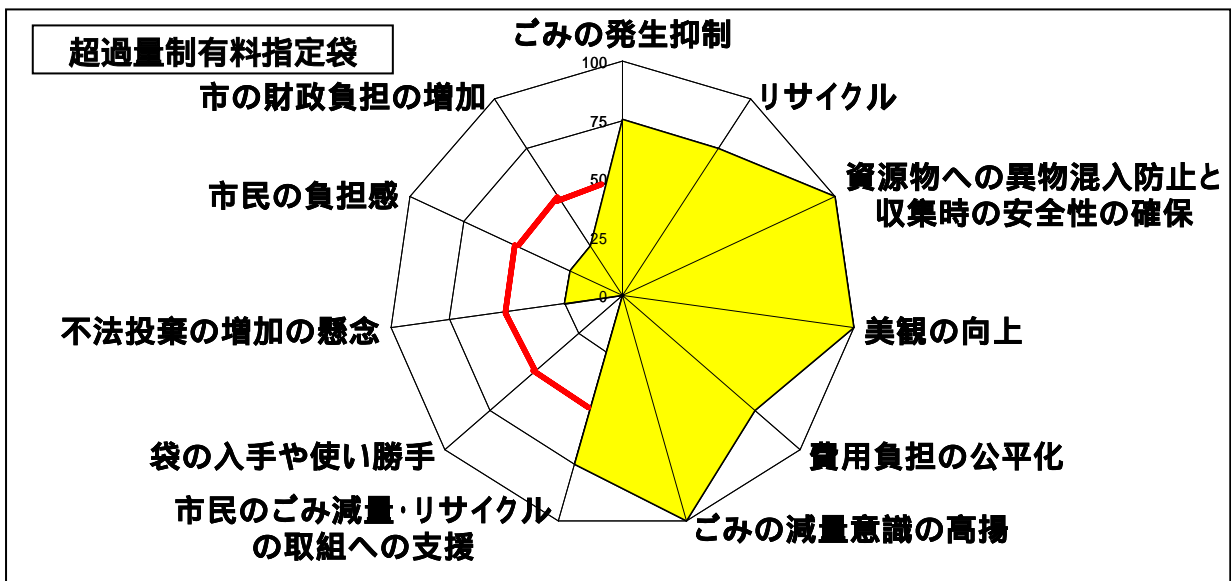 超過量制有料指定袋
ごみの発生抑制
リサイクル
資源物への異物混入防止と
収集時の安全性の確保
美観の向上
費用負担の公平化
ごみの減量意識の高揚
市民のごみ減量・リサイクル
の取組への支援
袋の入手や使い勝手
不法投棄の増加の懸念
市民の負担感
市の財政負担の増加
100
75
50
25
0